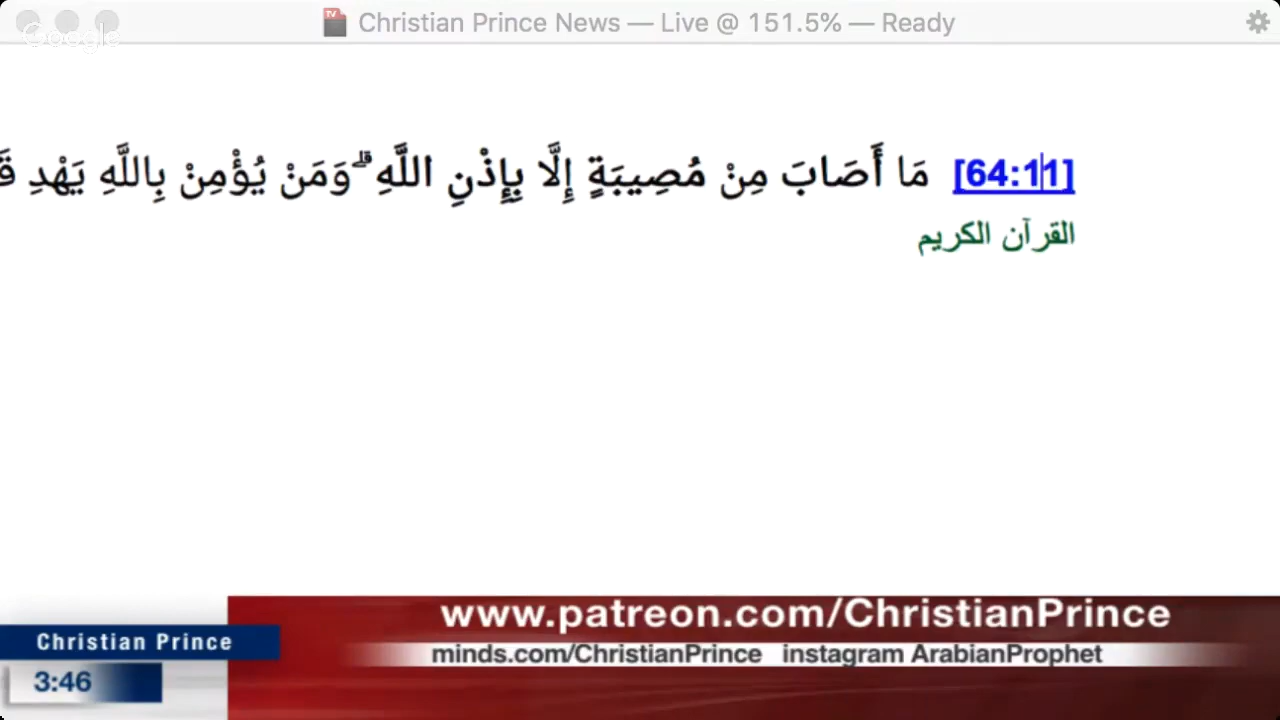 Google
Christian Prince News — Live @ 151.5% — Ready
[64:11] مَا أَصَابَ مِنْ مُصِيبَةٍ إِلَّا بِإِذْنِ اللَّهِ ۗ وَمَنْ يُؤْمِنْ بِاللَّهِ يَهْدِ
القرآن الكريم
www.patreon.com/ChristianPrince
Christian Prince
minds.com/ChristianPrince instagram ArabianProphet
3:46